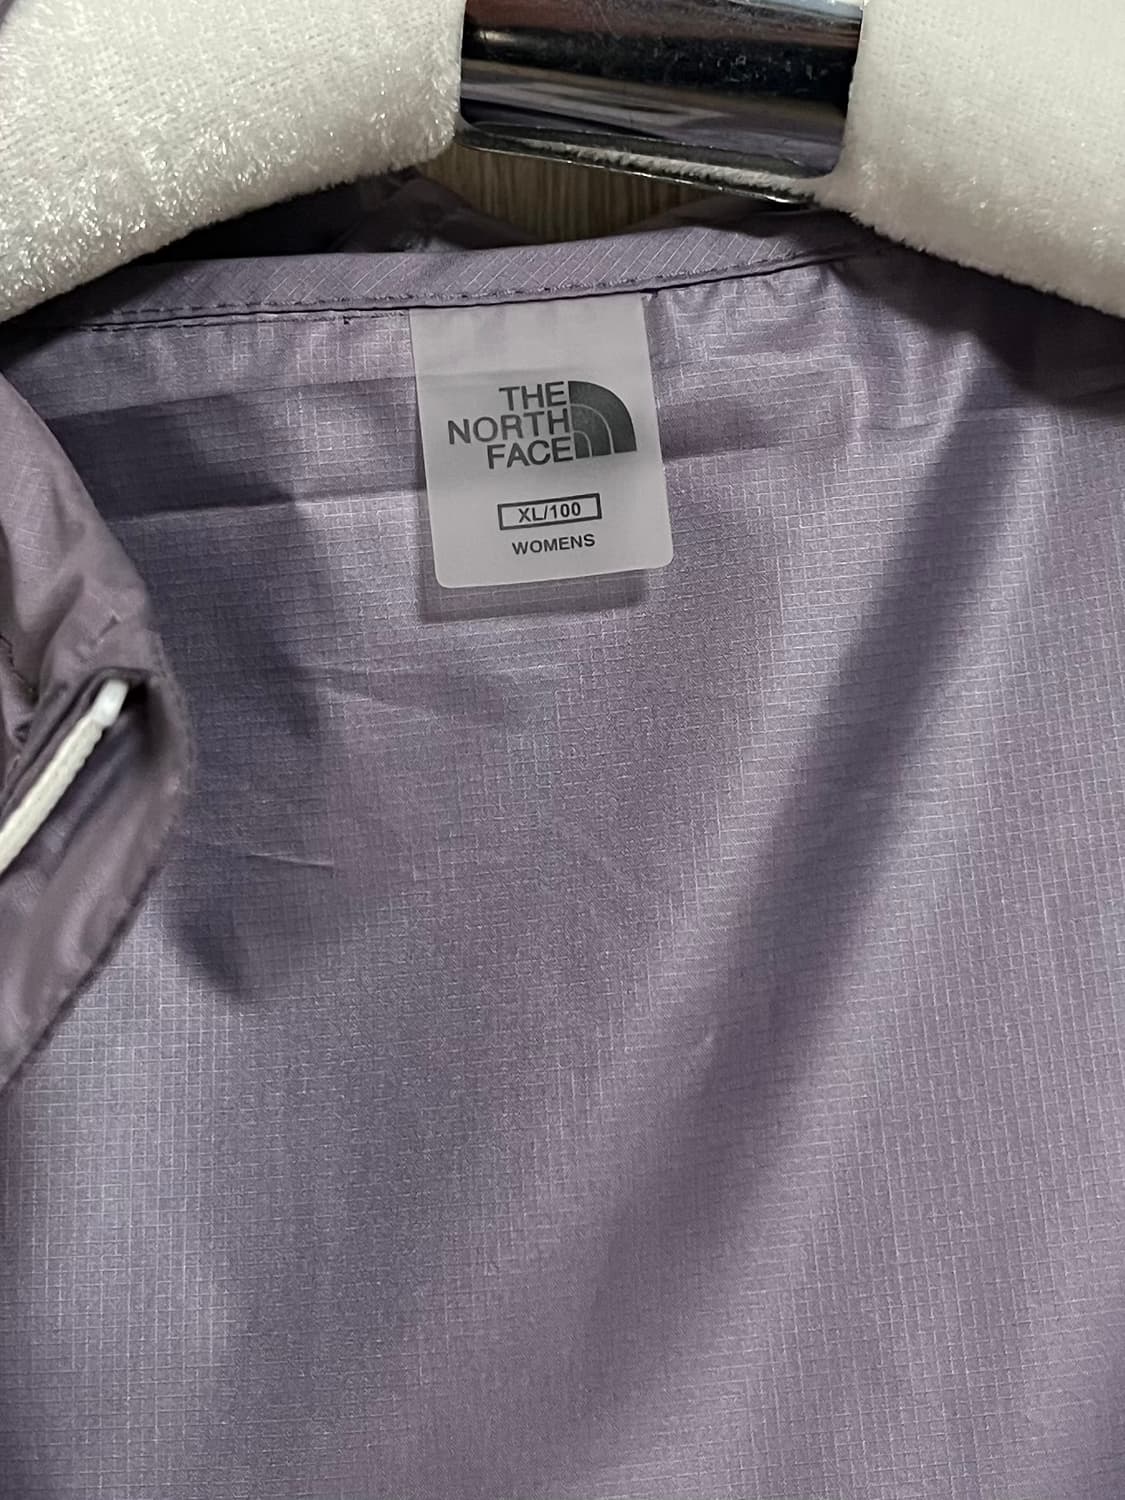 THE
NORTH
FACE
XL/100
WOMENS